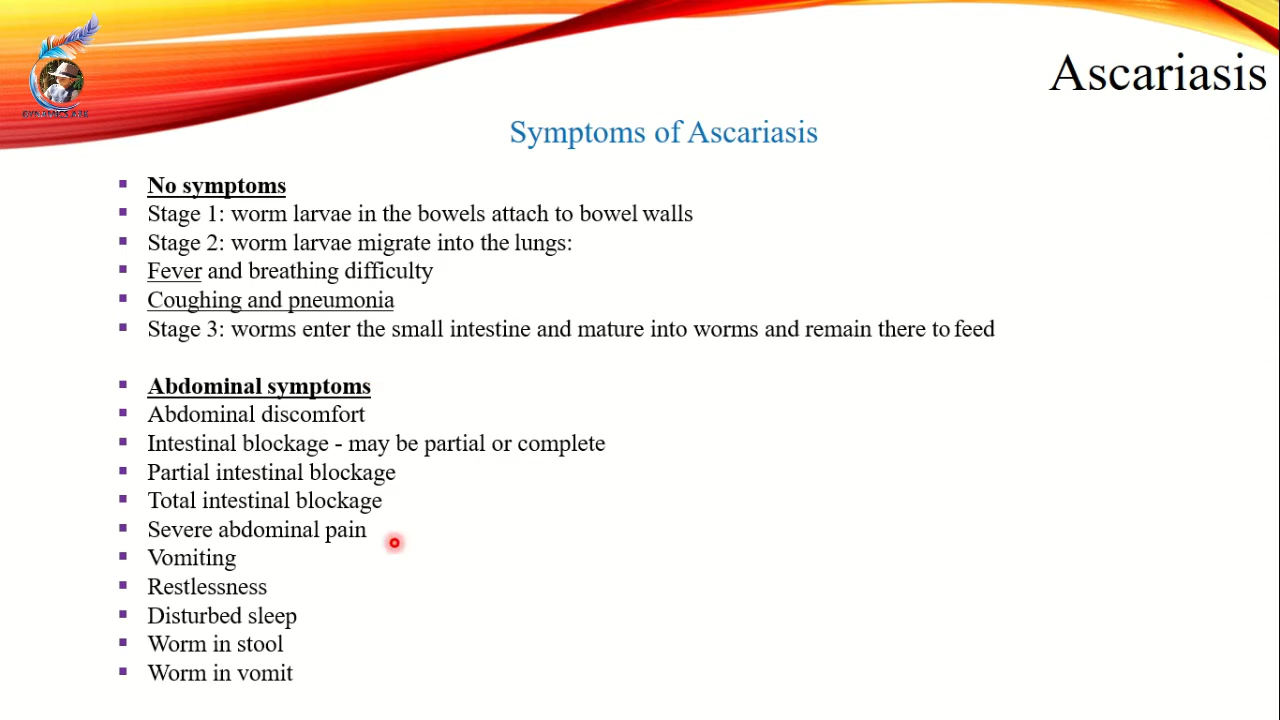 Ascariasis
Symptoms of Ascariasis
No symptoms
Stage 1: worm larvae in the bowels attach to bowel walls
Stage 2: worm larvae migrate into the lungs:
Fever and breathing difficulty
Coughing and pneumonia
Stage 3: worms enter the small intestine and mature into worms and remain there to feed
Abdominal symptoms
Abdominal discomfort
Intestinal blockage - may be partial or complete
Partial intestinal blockage
Total intestinal blockage
Severe abdominal pain
Vomiting
Restlessness
Disturbed sleep
Worm in stool
Worm in vomit